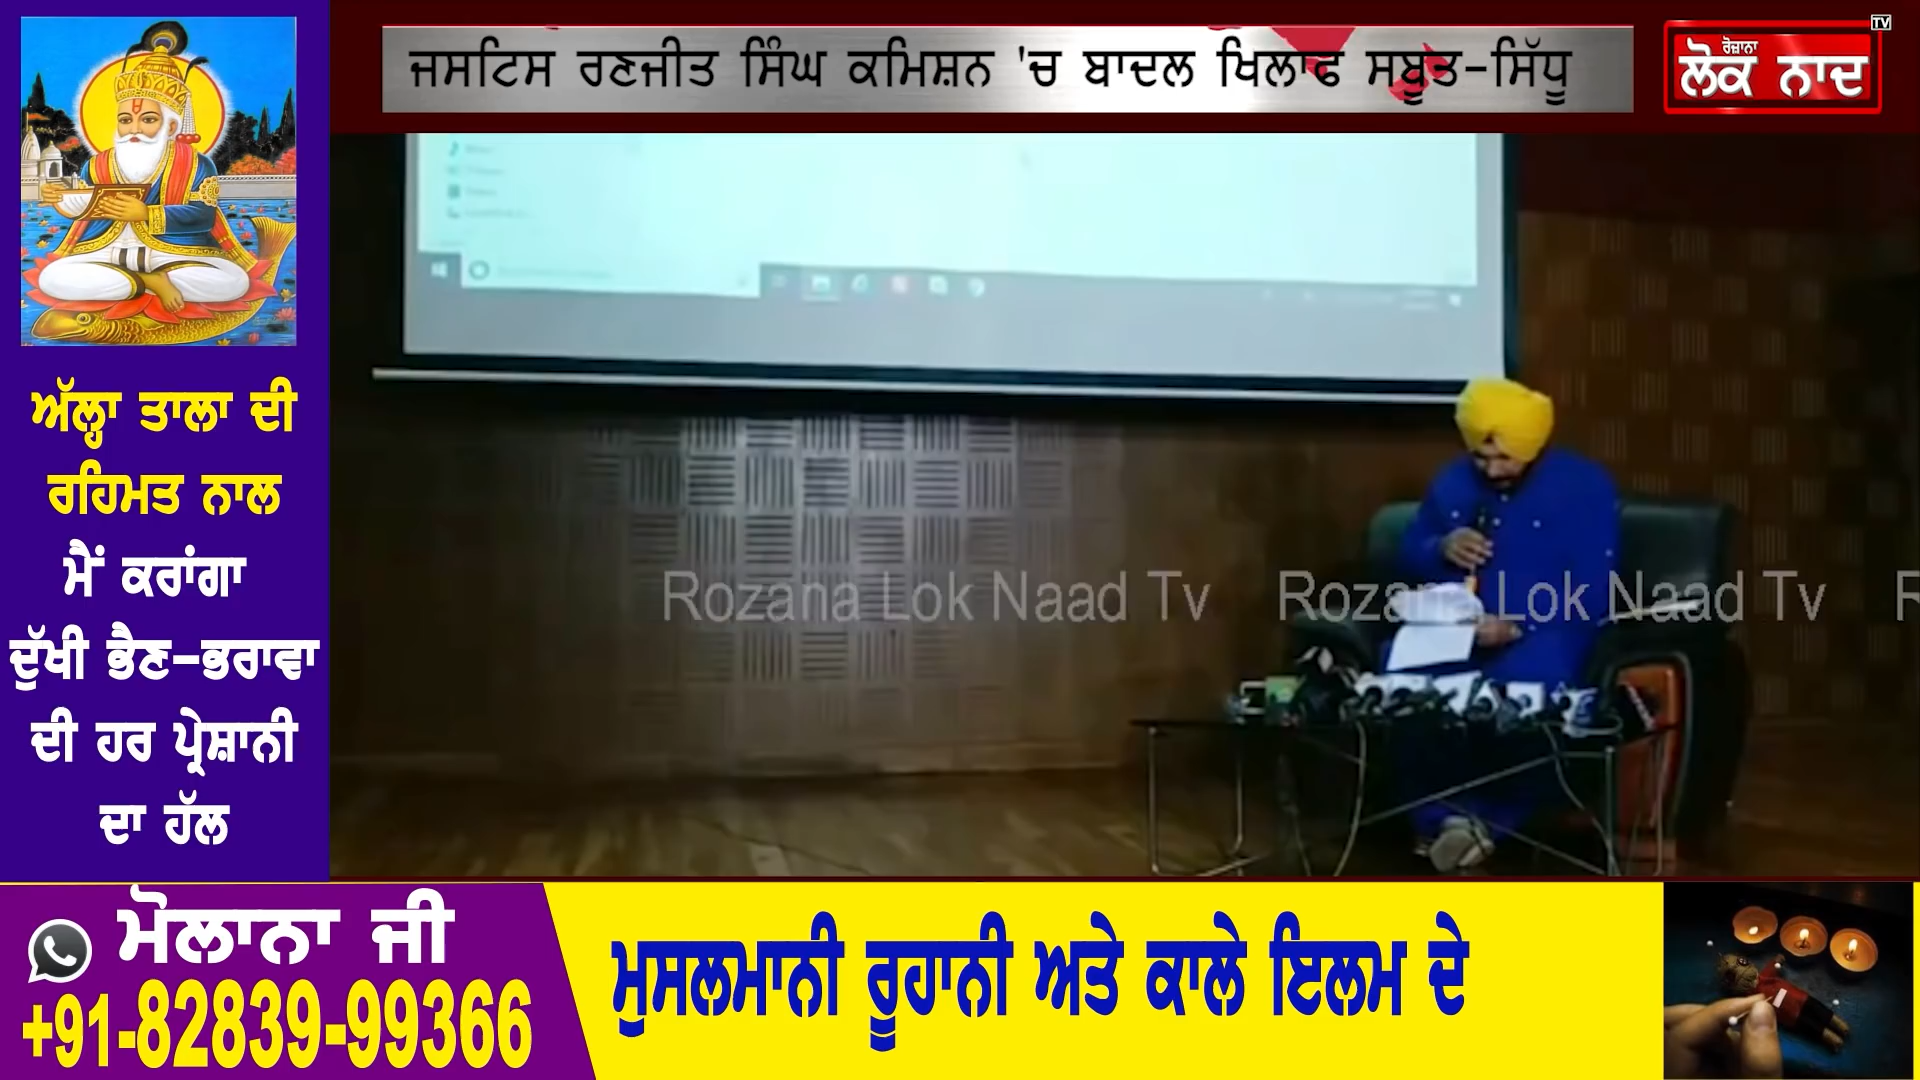 ਜਸਟਿਸ ਰਣਜੀਤ ਸਿੰਘ ਕਮਿਸ਼ਨ 'ਚ ਬਾਦਲ ਖਿਲਾਫ ਸਬੂਤ-ਸਿੱਧੂ
TV
ਰੋਜ਼ਾਨਾ
ਲੋਕ ਨਾਦ
ਅੱਲ੍ਹਾ ਤਾਲਾ ਦੀ
ਰਹਿਮਤ ਨਾਲ
ਮੈਂ ਕਰਾਂਗਾ
ਦੁੱਖੀ ਭੈਣ-ਭਰਾਵਾ
ਦੀ ਹਰ ਪ੍ਰੇਸ਼ਾਨੀ
ਦਾ ਹੱਲ
Rozana Lok Naad Tv Rozana Lok Naad Tv R
ਮੋਲਾਨਾ ਜੀ
+91-82839-99366
ਮੁਸਲਮਾਨੀ ਰੂਹਾਨੀ ਅਤੇ ਕਾਲੇ ਇਲਮ ਦੇ